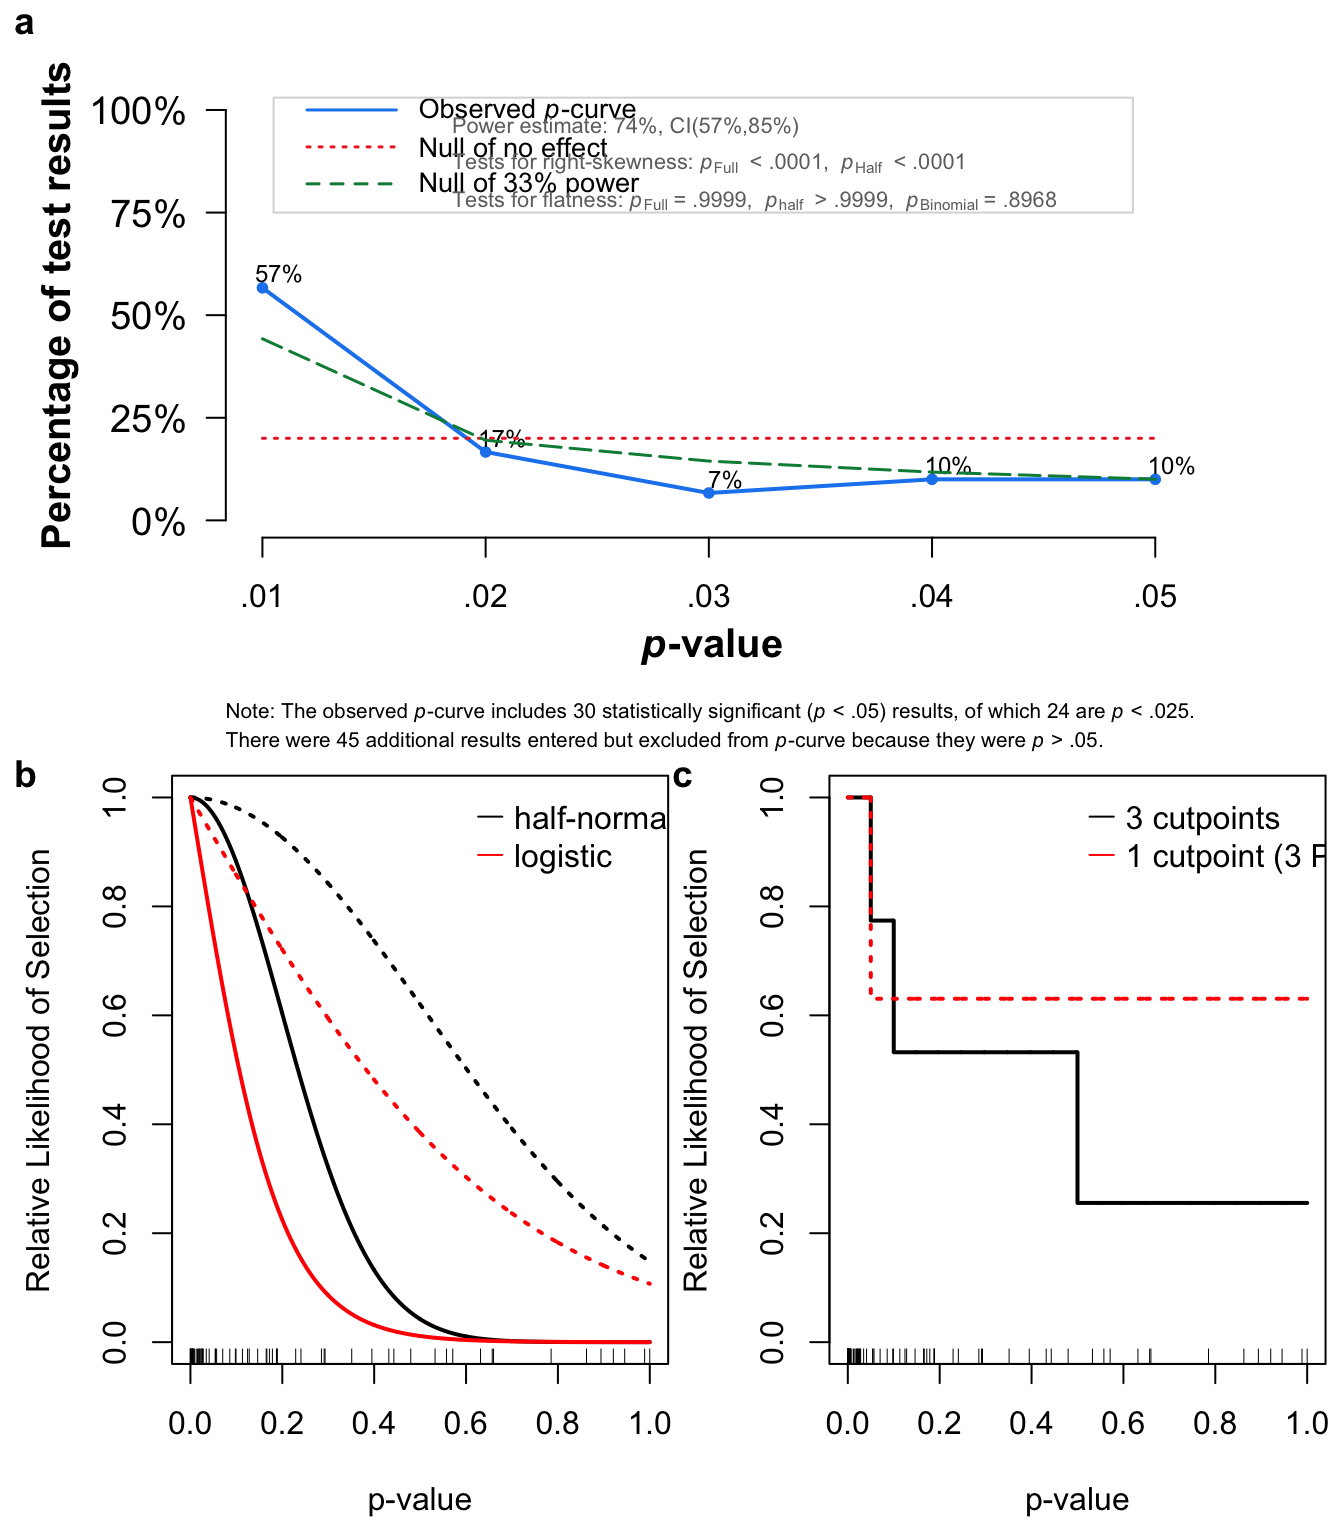 a
Percentage of test results
100%
75%
50%
25%
0%
Observed p-curve
Power estimate: 74%, CI(57%,85%)
Null of no effect
Tests for right-skewness: pFull < .0001, pHalf < .0001
Null of 33% power
Tests for flatness: pFull = .9999, phalf > .9999, pBinomial = .8968
57%
17%
7%
10%
10%
.01 .02 .03 .04 .05
p-value
Note: The observed p-curve includes 30 statistically significant (p < .05) results, of which 24 are p < .025.
There were 45 additional results entered but excluded from p-curve because they were p > .05.
b
Relative Likelihood of Selection
1.0
0.8
0.6
0.4
0.2
0.0
half-norma
logistic
0.0 0.2 0.4 0.6 0.8 1.0
p-value
c
Relative Likelihood of Selection
1.0
0.8
0.6
0.4
0.2
0.0
3 cutpoints
1 cutpoint (3 P
0.0 0.2 0.4 0.6 0.8 1.0
p-value